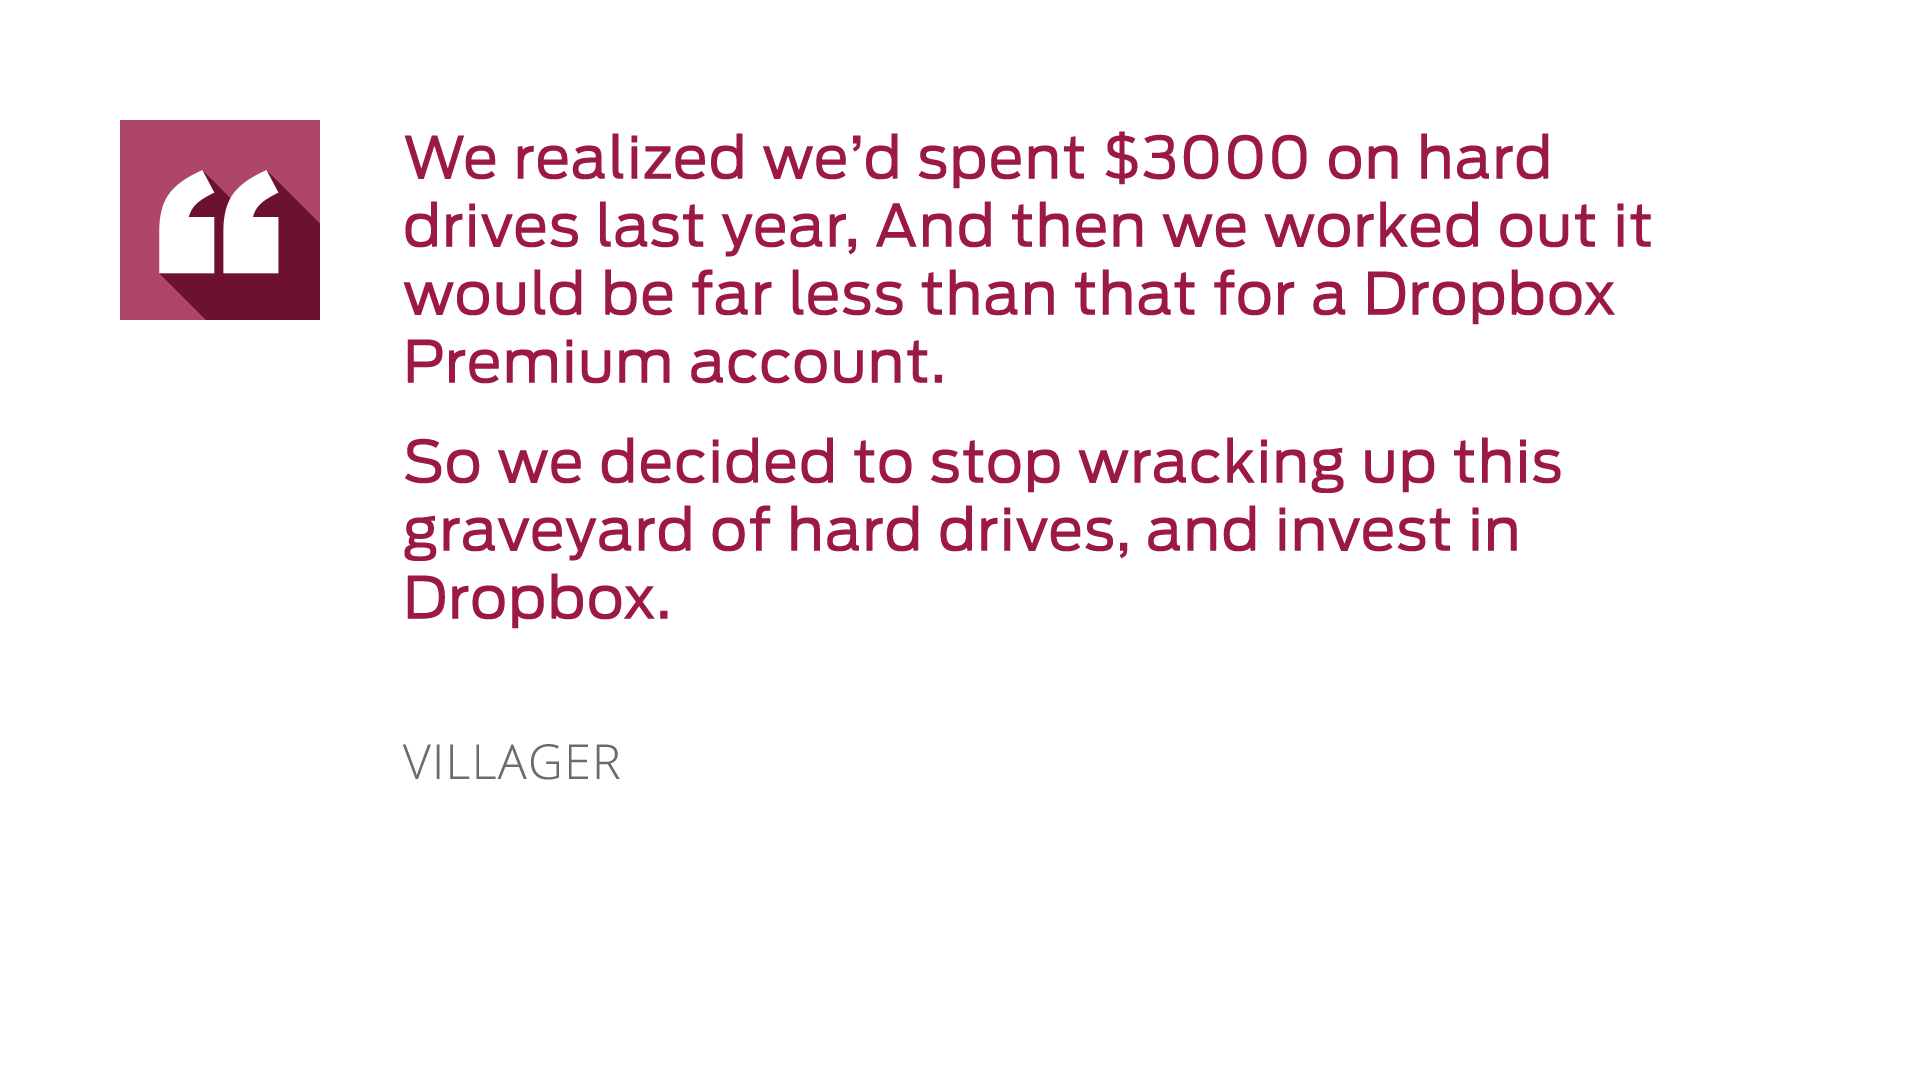 We realized we’d spent $3000 on hard
drives last year, And then we worked out it
would be far less than that for a Dropbox
Premium account.
So we decided to stop wracking up this
graveyard of hard drives, and invest in
Dropbox.
VILLAGER